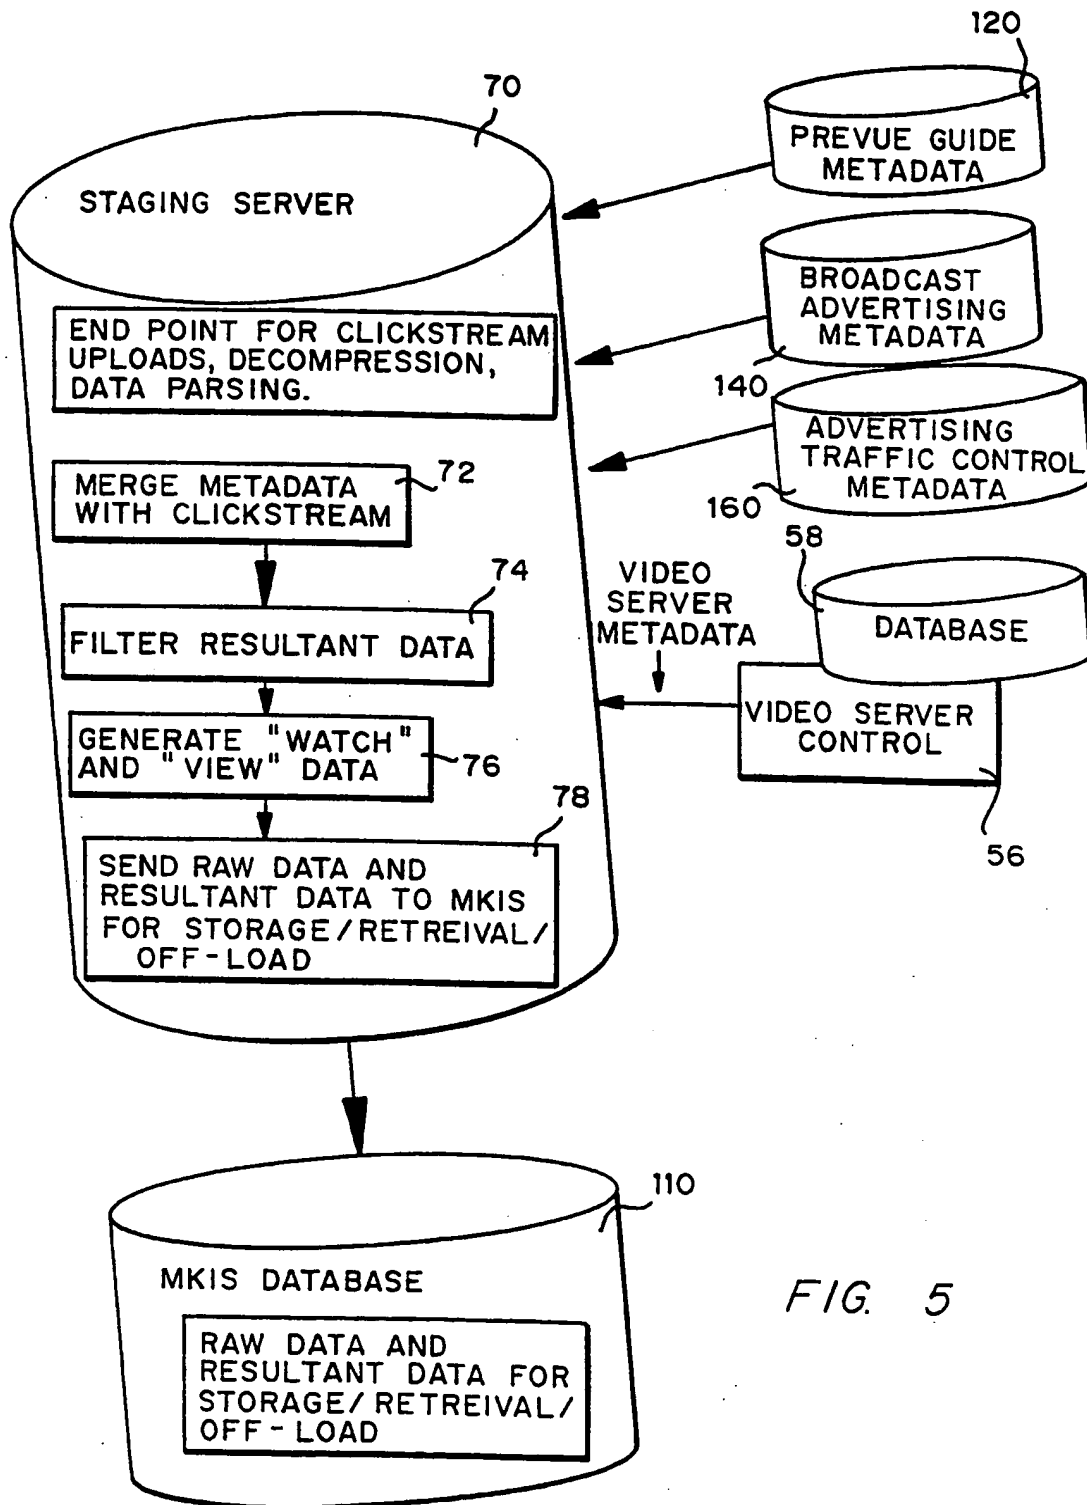 120
70
PREVUE GUIDE
METADATA
STAGING SERVER
BROADCAST
ADVERTISING
METADATA
140
END POINT FOR CLICKSTREAM
UPLOADS, DECOMPRESSION,
DATA PARSING.
ADVERTISING
TRAFFIC CONTROL
METADATA
160
72
MERGE METADATA
WITH CLICKSTREAM
58
DATABASE
VIDEO
SERVER
METADATA
74
FILTER RESULTANT DATA
VIDEO SERVER
CONTROL
56
GENERATE "WATCH"
AND "VIEW" DATA
76
78
SEND RAW DATA AND
RESULTANT DATA TO MKIS
FOR STORAGE/RETREIVAL/
OFF-LOAD
110
MKIS DATABASE
RAW DATA AND
RESULTANT DATA FOR
STORAGE/RETREIVAL/
OFF-LOAD
FIG. 5